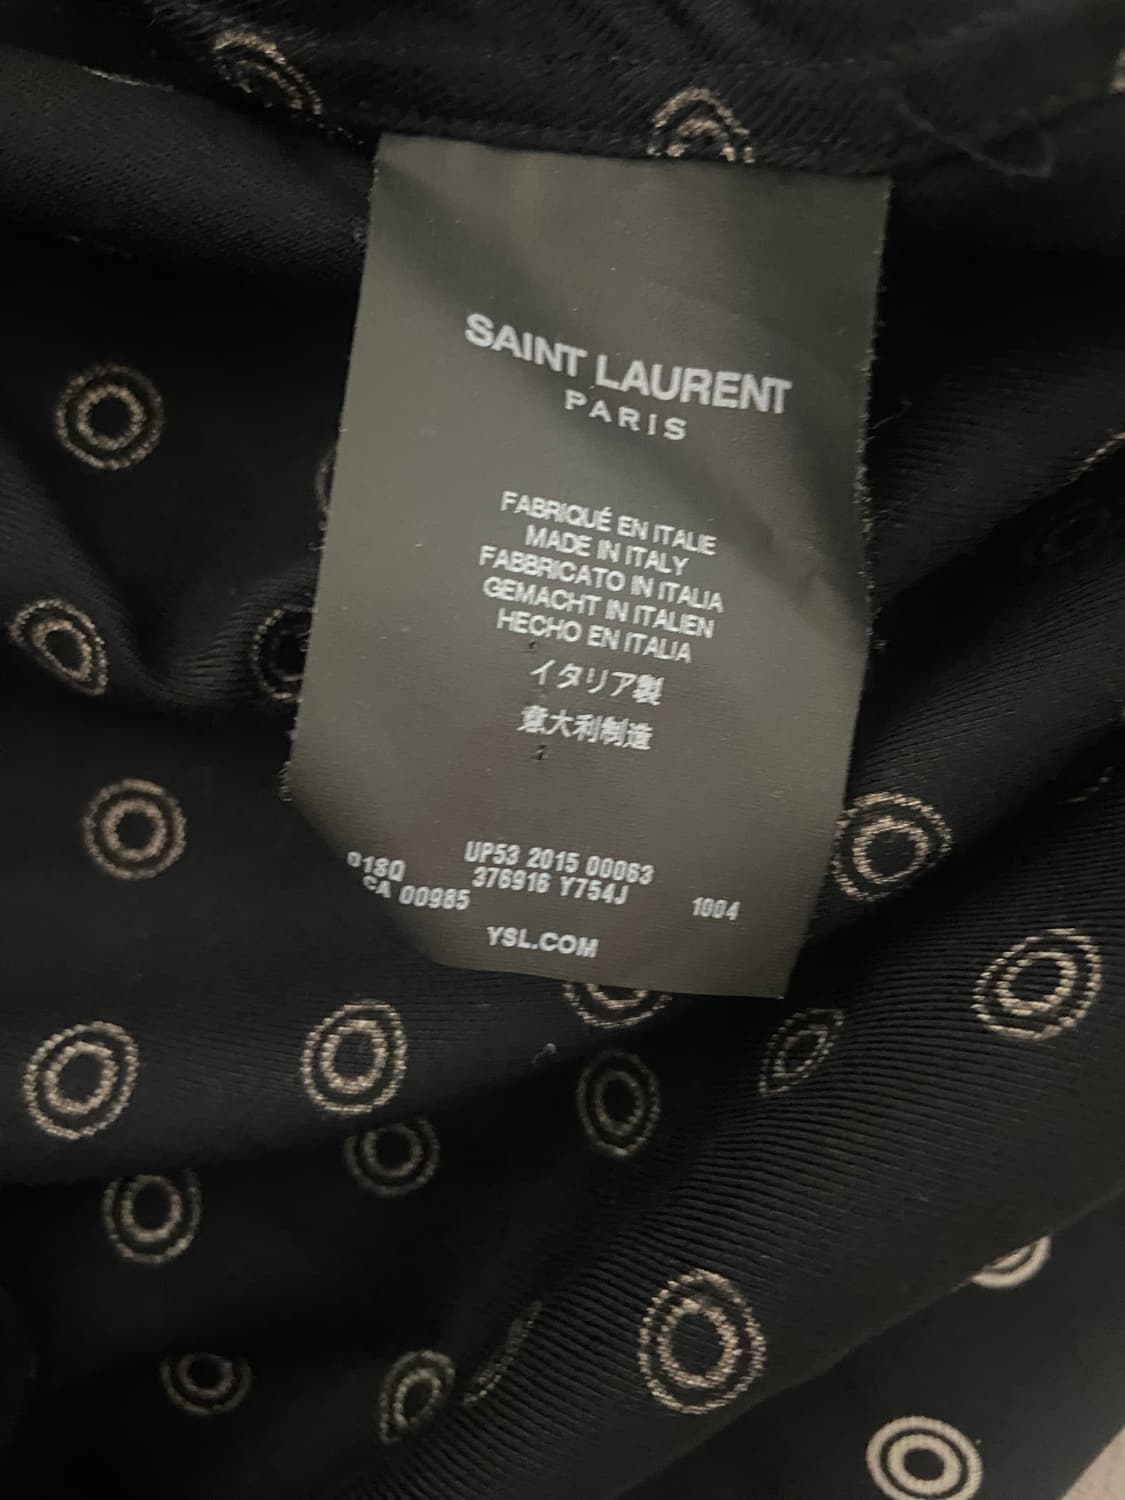 SAINT LAURENT
PARIS
FABRIQUÉ EN ITALIE
MADE IN ITALY
FABBRICATO IN ITALIA
GEMACHT IN ITALIEN
HECHO EN ITALIA
イタリア製
意大利制造
UP53 2015 00063
376916 Y754J
1004
CA 00985
YSL.COM